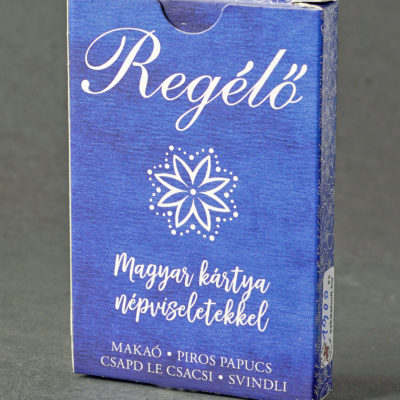 Regélő
Magyar kártya
népviseletekkel
MAKAÓ • PIROS PAPUCS
CSAPD LE CSACSI • SVINDLI